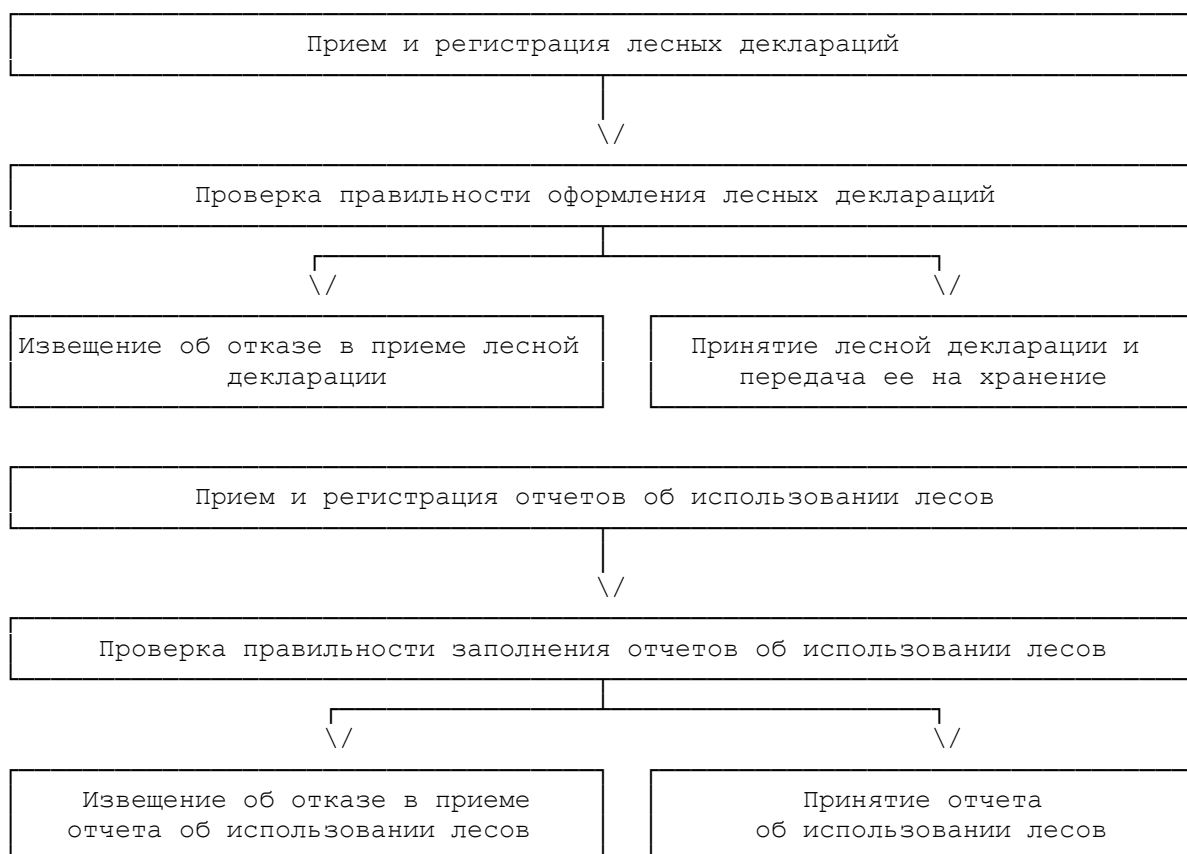 Прием и регистрация лесных деклараций
Проверка правильности оформления лесных деклараций
Извещение об отказе в приеме лесной
декларации
Принятие лесной декларации и
передача ее на хранение
Прием и регистрация отчетов об использовании лесов
Проверка правильности заполнения отчетов об использовании лесов
Извещение об отказе в приеме
отчета об использовании лесов
Принятие отчета
об использовании лесов